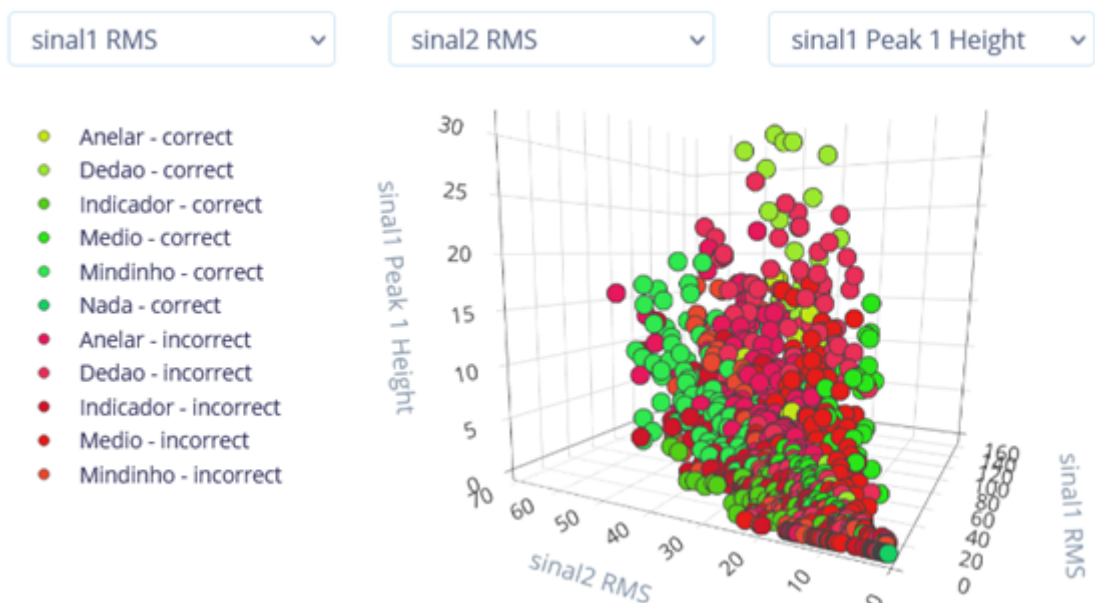 sinal1 RMS
sinal2 RMS
sinal1 Peak 1 Height
Anelar - correct
Dedao - correct
Indicador - correct
Medio - correct
Mindinho - correct
Nada - correct
Anelar - incorrect
Dedao - incorrect
Indicador - incorrect
Medio - incorrect
Mindinho - incorrect
sinal1 Peak 1 Height
30
25
20
15
10
5
0
70
60
50
40
30
20
10
0
sinal2 RMS
160
140
120
100
80
60
40
20
0
sinal1 RMS